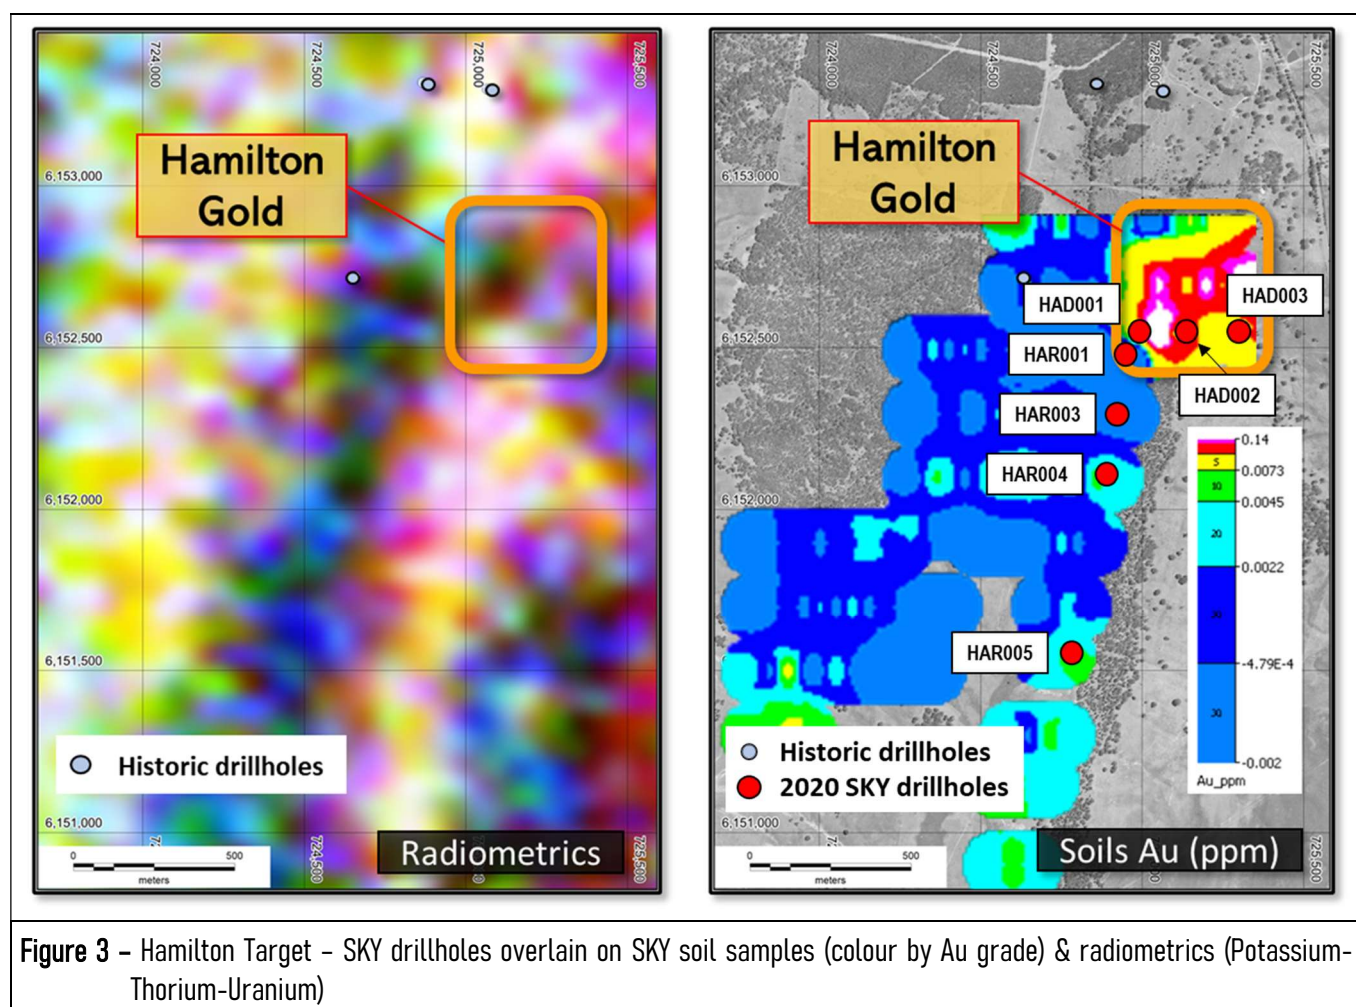 724,000
724,500
725,000
725,500
Hamilton
Gold
6,153,000
6,152,500
6,152,000
6,151,500
6,151,000
Historic drillholes
724,500
725,500
0 500
meters
Radiometrics
724,000
724,500
725,000
725,500
Hamilton
Gold
6,153,000
HAD001
HAD003
6,152,500
HAR001
HAD002
HAR003
HAR004
6,152,000
HAR005
6,151,500
0.14
5
0.0073
10
0.0045
20
0.0022
30
-4.79E-4
30
-0.002
Au_ppm
Historic drillholes
2020 SKY drillholes
6,151,000
0 500
meters
Soils Au (ppm)
725,500
Figure 3 – Hamilton Target – SKY drillholes overlain on SKY soil samples (colour by Au grade) & radiometrics (Potassium-
Thorium-Uranium)